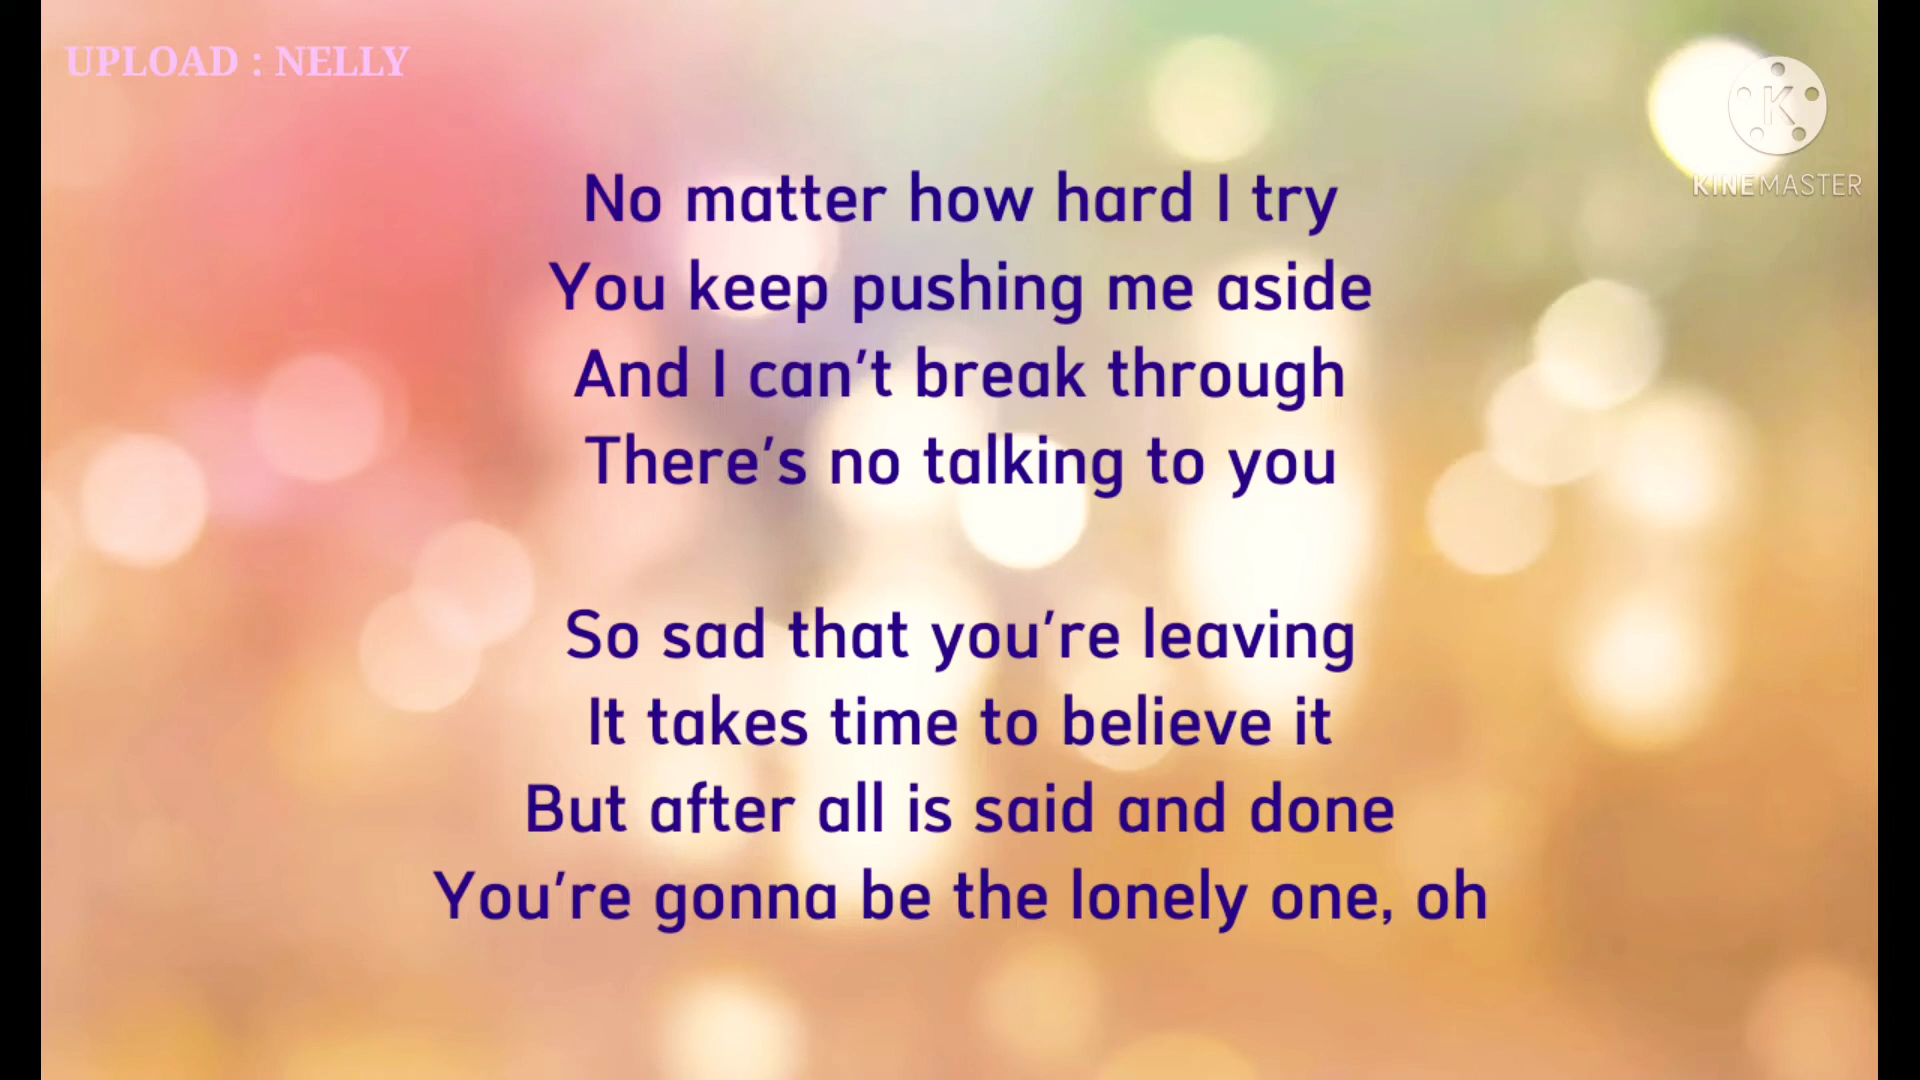 UPLOAD : NELLY
KINEMASTER
No matter how hard I try
You keep pushing me aside
And I can't break through
There's no talking to you
So sad that you're leaving
It takes time to believe it
But after all is said and done
You're gonna be the lonely one, oh